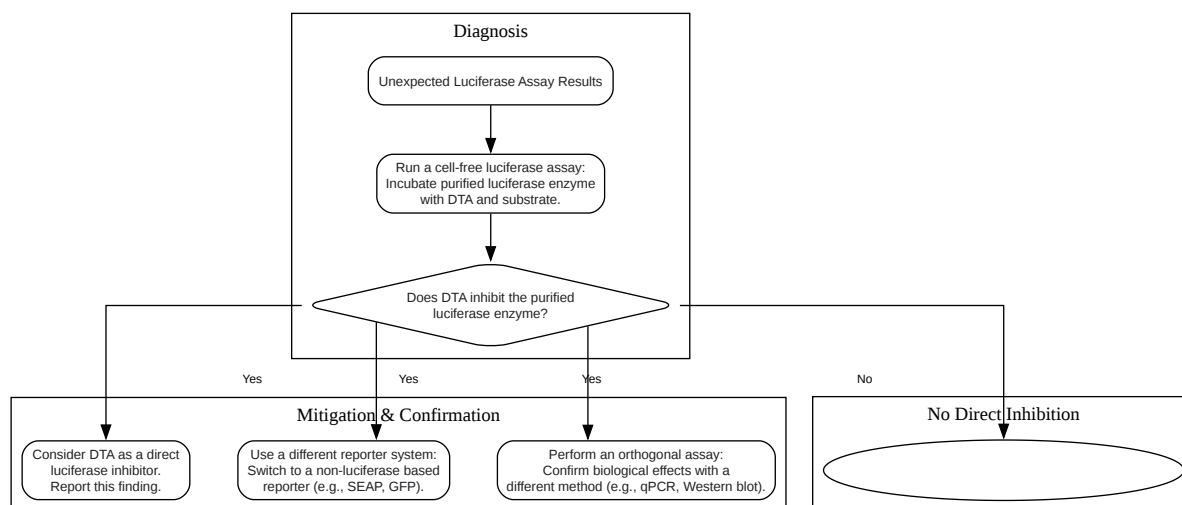 Diagnosis
Unexpected Luciferase Assay Results
Run a cell-free luciferase assay:
Incubate purified luciferase enzyme
with DTA and substrate.
Does DTA inhibit the purified
luciferase enzyme?
Yes
Yes
Yes
No
Mitigation & Confirmation
No Direct Inhibition
Consider DTA as a direct
luciferase inhibitor.
Report this finding.
Use a different reporter system:
Switch to a non-luciferase based
reporter (e.g., SEAP, GFP).
Perform an orthogonal assay:
Confirm biological effects with a
different method (e.g., qPCR, Western blot).